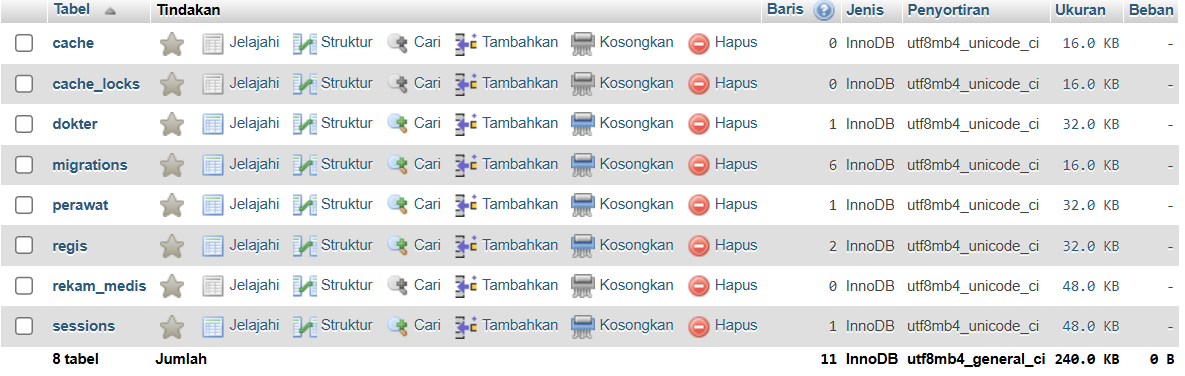 Tabel Tindakan Baris Jenis Penyortiran Ukuran Beban
cache Jelajahi Struktur Cari Tambahkan Kosongkan Hapus 0 InnoDB utf8mb4_unicode_ci 16.0 KB -
cache_locks Jelajahi Struktur Cari Tambahkan Kosongkan Hapus 0 InnoDB utf8mb4_unicode_ci 16.0 KB -
dokter Jelajahi Struktur Cari Tambahkan Kosongkan Hapus 1 InnoDB utf8mb4_unicode_ci 32.0 KB -
migrations Jelajahi Struktur Cari Tambahkan Kosongkan Hapus 6 InnoDB utf8mb4_unicode_ci 16.0 KB -
perawat Jelajahi Struktur Cari Tambahkan Kosongkan Hapus 1 InnoDB utf8mb4_unicode_ci 32.0 KB -
regis Jelajahi Struktur Cari Tambahkan Kosongkan Hapus 2 InnoDB utf8mb4_unicode_ci 32.0 KB -
rekam_medis Jelajahi Struktur Cari Tambahkan Kosongkan Hapus 0 InnoDB utf8mb4_unicode_ci 48.0 KB -
sessions Jelajahi Struktur Cari Tambahkan Kosongkan Hapus 1 InnoDB utf8mb4_unicode_ci 48.0 KB -
8 tabel Jumlah 11 InnoDB utf8mb4_general_ci 240.0 KB 0 B